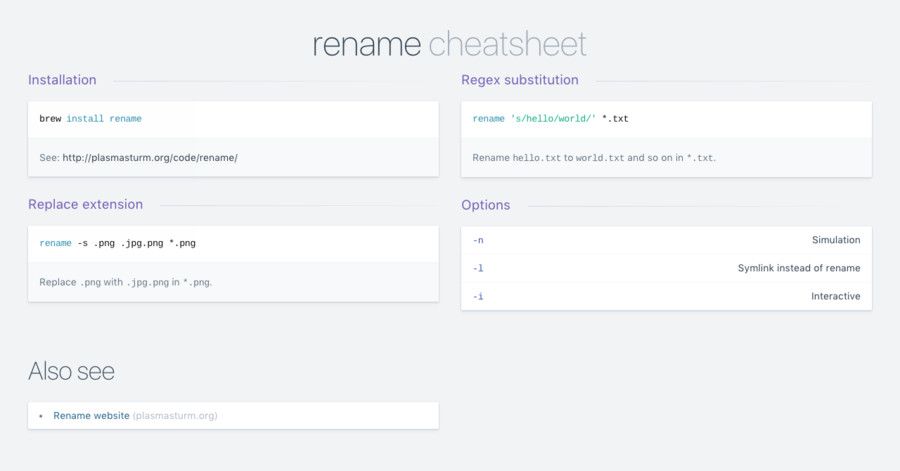 rename cheatsheet
Installation
brew install rename
See: http://plasmasturm.org/code/rename/
Regex substitution
rename 's/hello/world/' *.txt
Rename hello.txt to world.txt and so on in *.txt.
Replace extension
rename -s .png .jpg.png *.png
Replace .png with .jpg.png in *.png.
Options
-n Simulation
-l Symlink instead of rename
-i Interactive
Also see
• Rename website (plasmasturm.org)